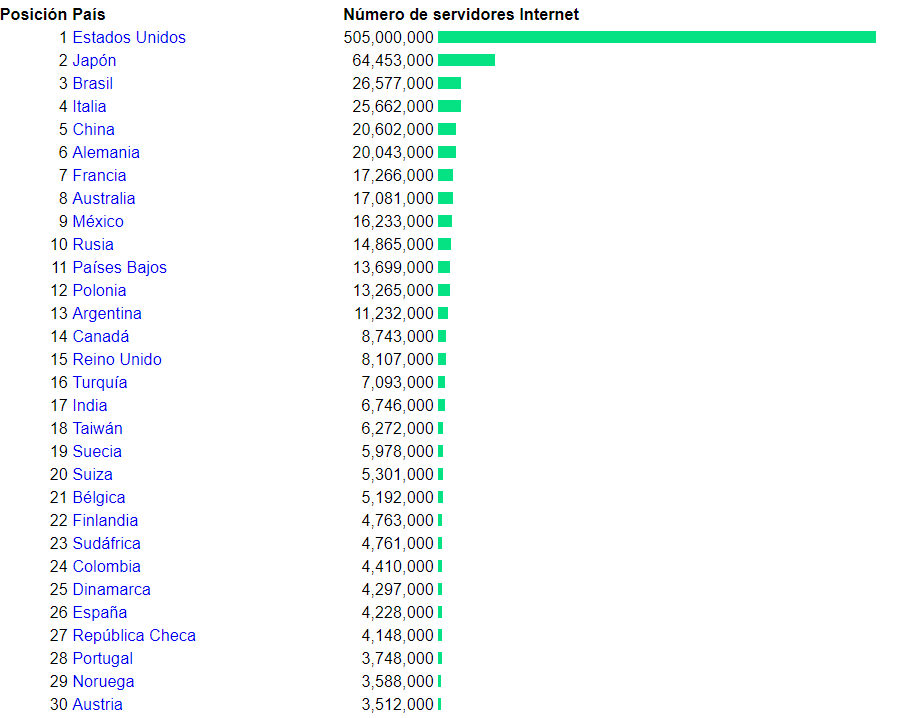 Posición País Número de servidores Internet
1 Estados Unidos 505,000,000
2 Japón 64,453,000
3 Brasil 26,577,000
4 Italia 25,662,000
5 China 20,602,000
6 Alemania 20,043,000
7 Francia 17,266,000
8 Australia 17,081,000
9 México 16,233,000
10 Rusia 14,865,000
11 Países Bajos 13,699,000
12 Polonia 13,265,000
13 Argentina 11,232,000
14 Canadá 8,743,000
15 Reino Unido 8,107,000
16 Turquía 7,093,000
17 India 6,746,000
18 Taiwán 6,272,000
19 Suecia 5,978,000
20 Suiza 5,301,000
21 Bélgica 5,192,000
22 Finlandia 4,763,000
23 Sudáfrica 4,761,000
24 Colombia 4,410,000
25 Dinamarca 4,297,000
26 España 4,228,000
27 República Checa 4,148,000
28 Portugal 3,748,000
29 Noruega 3,588,000
30 Austria 3,512,000